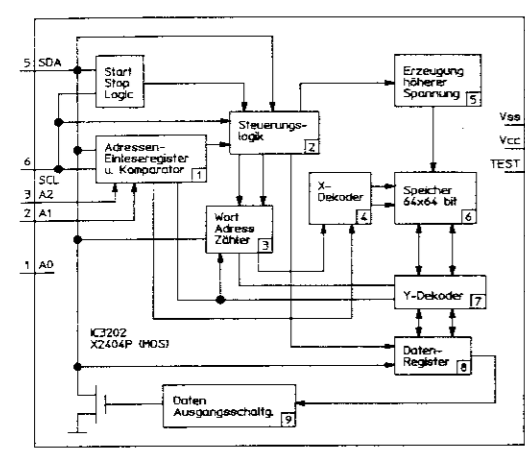 5 SDA
Start
Stop
Logic
Erzeugung
höherer
Spannung
5
Steuerungs-
logik
2
Vss
Vcc
TEST
Adressen-
Einleseregister
u. Komparator
1
6
SCL
3 A2
2 A1
X-
Dekoder
4
Speicher
64x64 bit
6
Wort
Adress
Zähler
3
1 A0
Y-Dekoder
7
IC3202
X2404P (MOS)
Daten-
Register
8
Daten
Ausgangsschaltg.
9